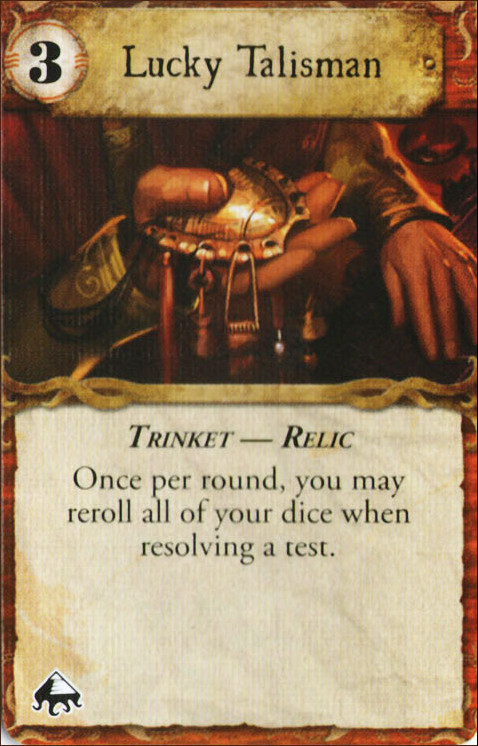 3
Lucky Talisman
Trinket — Relic
Once per round, you may
reroll all of your dice when
resolving a test.